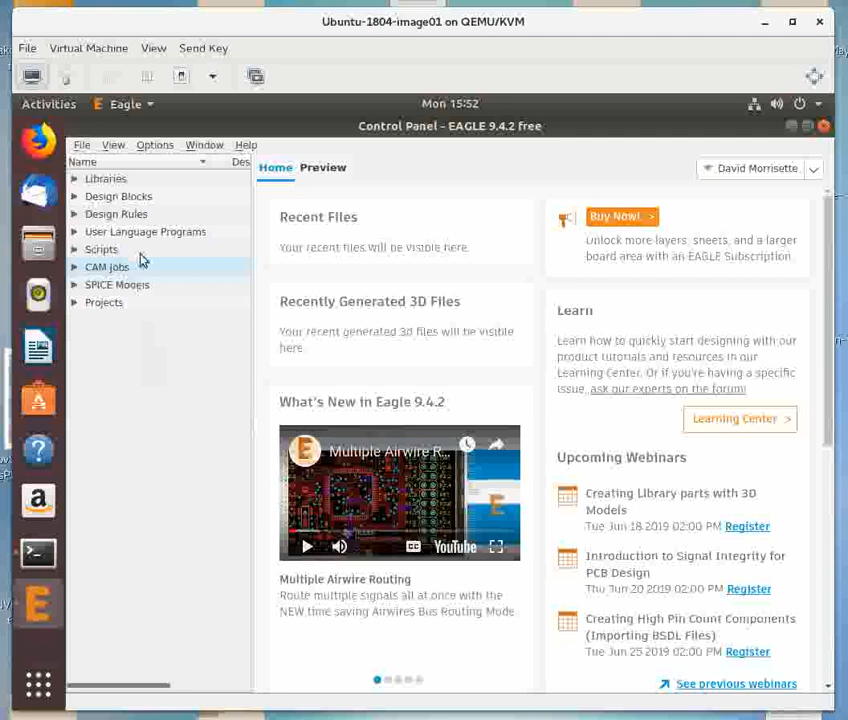 Ubuntu-1804-image01 on QEMU/KVM
File Virtual Machine View Send Key
Activities Eagle Mon 15:52
Control Panel - EAGLE 9.4.2 free
File View Options Window Help
Name Des
Libraries
Design Blocks
Design Rules
User Language Programs
Scripts
CAM jobs
SPICE Models
Projects
Home Preview
David Morrisette
Recent Files
Your recent files will be visible here.
Recently Generated 3D Files
Your recent generated 3D files will be visible
here.
What's New in Eagle 9.4.2
Multiple Airwire R...
CC YouTube
Multiple Airwire Routing
Route multiple signals all at once with the
NEW time saving Airwires Bus Routing Mode
Buy Now! >
Unlock more layers, sheets, and a larger
board area with an EAGLE Subscription.
Learn
Learn how to quickly start designing with our
product tutorials and resources in our
Learning Center. Or if you're having a specific
issue, ask our experts on the forum!
Learning Center >
Upcoming Webinars
Creating Library parts with 3D
Models
Tue Jun 18 2019 02:00 PM Register
Introduction to Signal Integrity for
PCB Design
Thu Jun 20 2019 02:00 PM Register
Creating High Pin Count Components
(Importing BSDL Files)
Tue Jun 25 2019 02:00 PM Register
See previous webinars